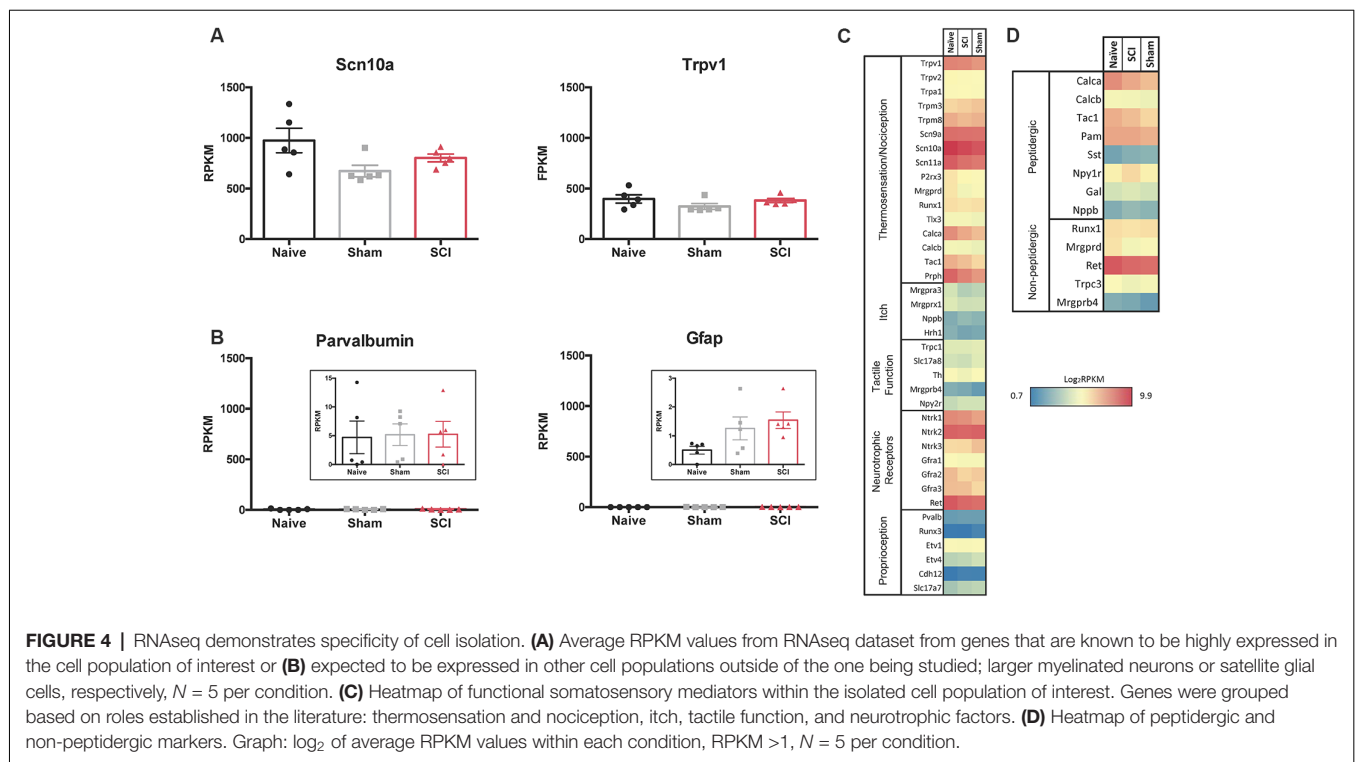 A
Scn10a
1500
1000
500
0
RPKM
Naive
Sham
SCI
Trpv1
1500
1000
500
0
FPKM
Naive
Sham
SCI
B
Parvalbumin
1500
1000
500
0
RPKM
15
10
5
0
RPKM
Naive
Sham
SCI
Naive
Sham
SCI
Gfap
1500
1000
500
0
RPKM
3
2
1
0
RPKM
Naive
Sham
SCI
Naive
Sham
SCI
C
Naïve
SCI
Sham
Thermosensation/Nociception
Trpv1
Trpv2
Trpa1
Trpm3
Trpm8
Scn9a
Scn10a
Scn11a
P2rx3
Mrgprd
Runx1
Tlx3
Calca
Calcb
Tac1
Prph
Itch
Mrgpra3
Mrgprx1
Nppb
Hrh1
Tactile
Function
Trpc1
Slc17a8
Th
Mrgprb4
Npy2r
Neurotrophic
Receptors
Ntrk1
Ntrk2
Ntrk3
Gfra1
Gfra2
Gfra3
Ret
Proprioception
Pvalb
Runx3
Etv1
Etv4
Cdh12
Slc17a7
D
Naïve
SCI
Sham
Peptidergic
Calca
Calcb
Tac1
Pam
Sst
Npy1r
Gal
Nppb
Non-peptidergic
Runx1
Mrgprd
Ret
Trpc3
Mrgprb4
Log₂RPKM
0.7
9.9
FIGURE 4 | RNAseq demonstrates specificity of cell isolation. (A) Average RPKM values from RNAseq dataset from genes that are known to be highly expressed in
the cell population of interest or (B) expected to be expressed in other cell populations outside of the one being studied; larger myelinated neurons or satellite glial
cells, respectively, N = 5 per condition. (C) Heatmap of functional somatosensory mediators within the isolated cell population of interest. Genes were grouped
based on roles established in the literature: thermosensation and nociception, itch, tactile function, and neurotrophic factors. (D) Heatmap of peptidergic and
non-peptidergic markers. Graph: log₂ of average RPKM values within each condition, RPKM >1, N = 5 per condition.